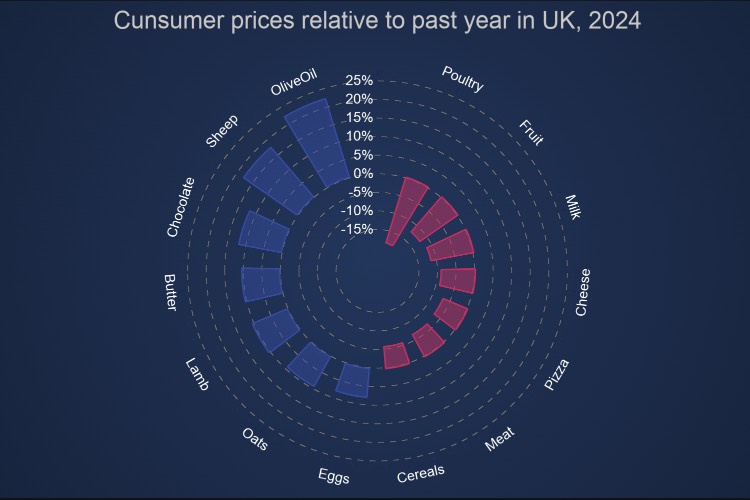 Cunsumer prices relative to past year in UK, 2024
25%
20%
15%
10%
5%
0%
-5%
-10%
-15%
Poultry
Fruit
Milk
Cheese
Pizza
Meat
Cereals
Eggs
Oats
Lamb
Butter
Chocolate
Sheep
OliveOil